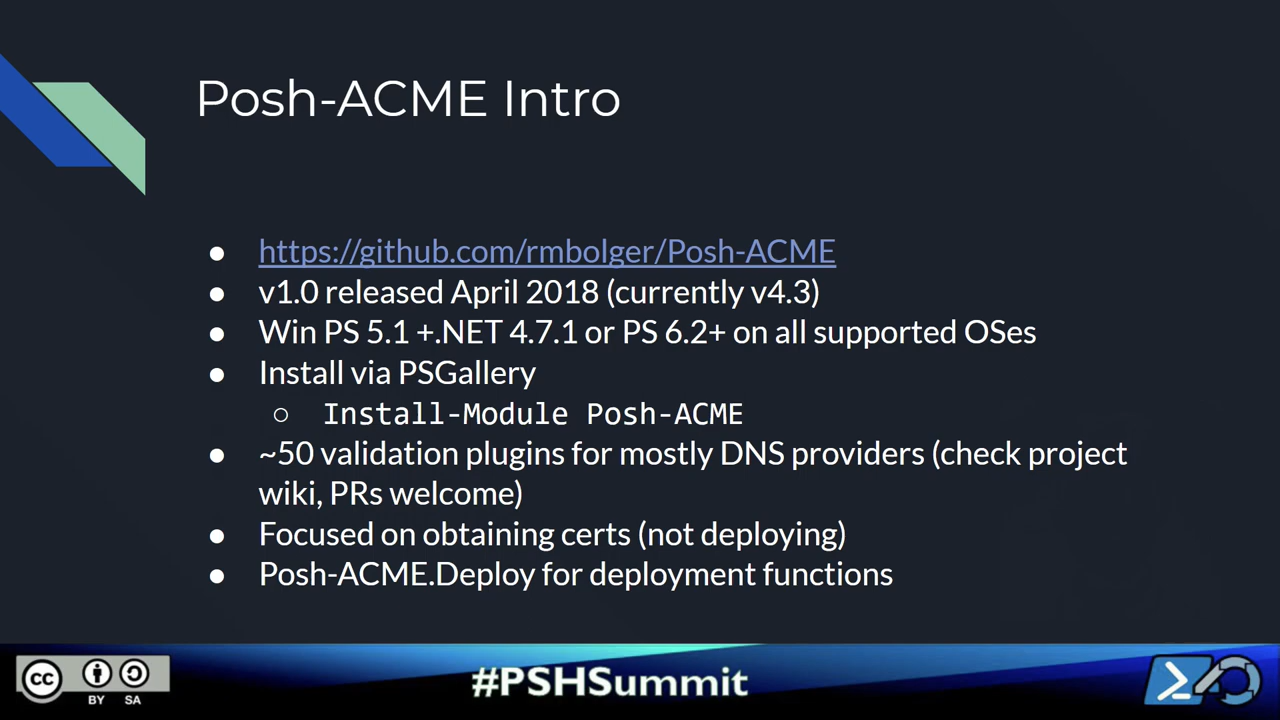 Posh-ACME Intro
● https://github.com/rmbolger/Posh-ACME
● v1.0 released April 2018 (currently v4.3)
● Win PS 5.1 +.NET 4.7.1 or PS 6.2+ on all supported OSes
● Install via PSGallery
○ Install-Module Posh-ACME
● ~50 validation plugins for mostly DNS providers (check project
wiki, PRs welcome)
● Focused on obtaining certs (not deploying)
● Posh-ACME.Deploy for deployment functions
cc BY SA
#PSHSummit